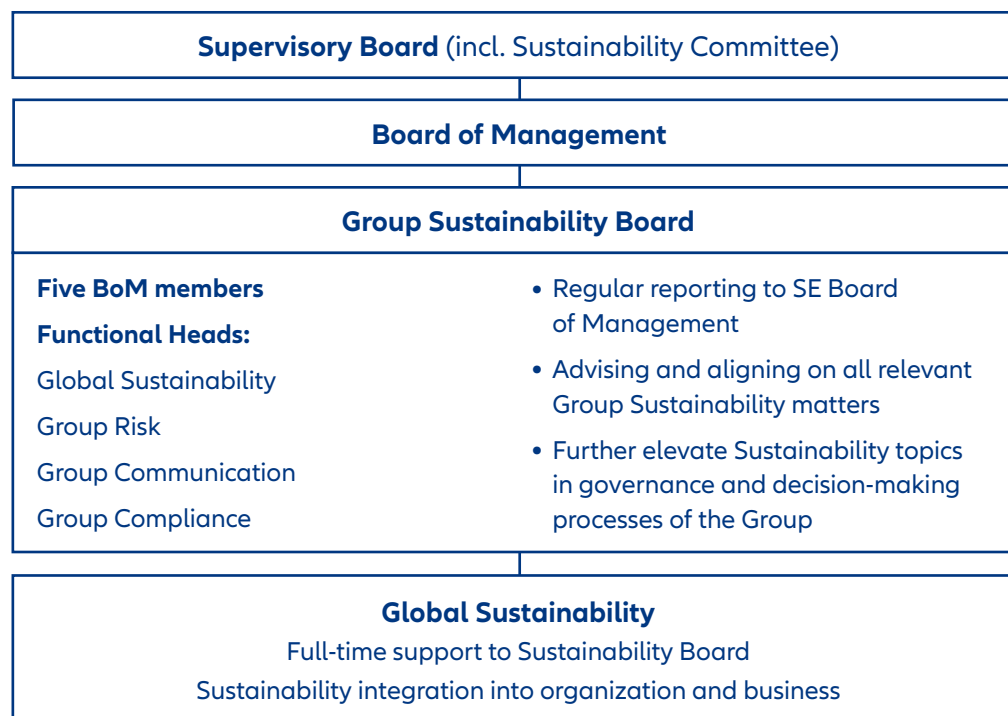 Supervisory Board (incl. Sustainability Committee)
Board of Management
Group Sustainability Board
Five BoM members
Functional Heads:
Global Sustainability
Group Risk
Group Communication
Group Compliance
• Regular reporting to SE Board
of Management
• Advising and aligning on all relevant
Group Sustainability matters
• Further elevate Sustainability topics
in governance and decision-making
processes of the Group
Global Sustainability
Full-time support to Sustainability Board
Sustainability integration into organization and business